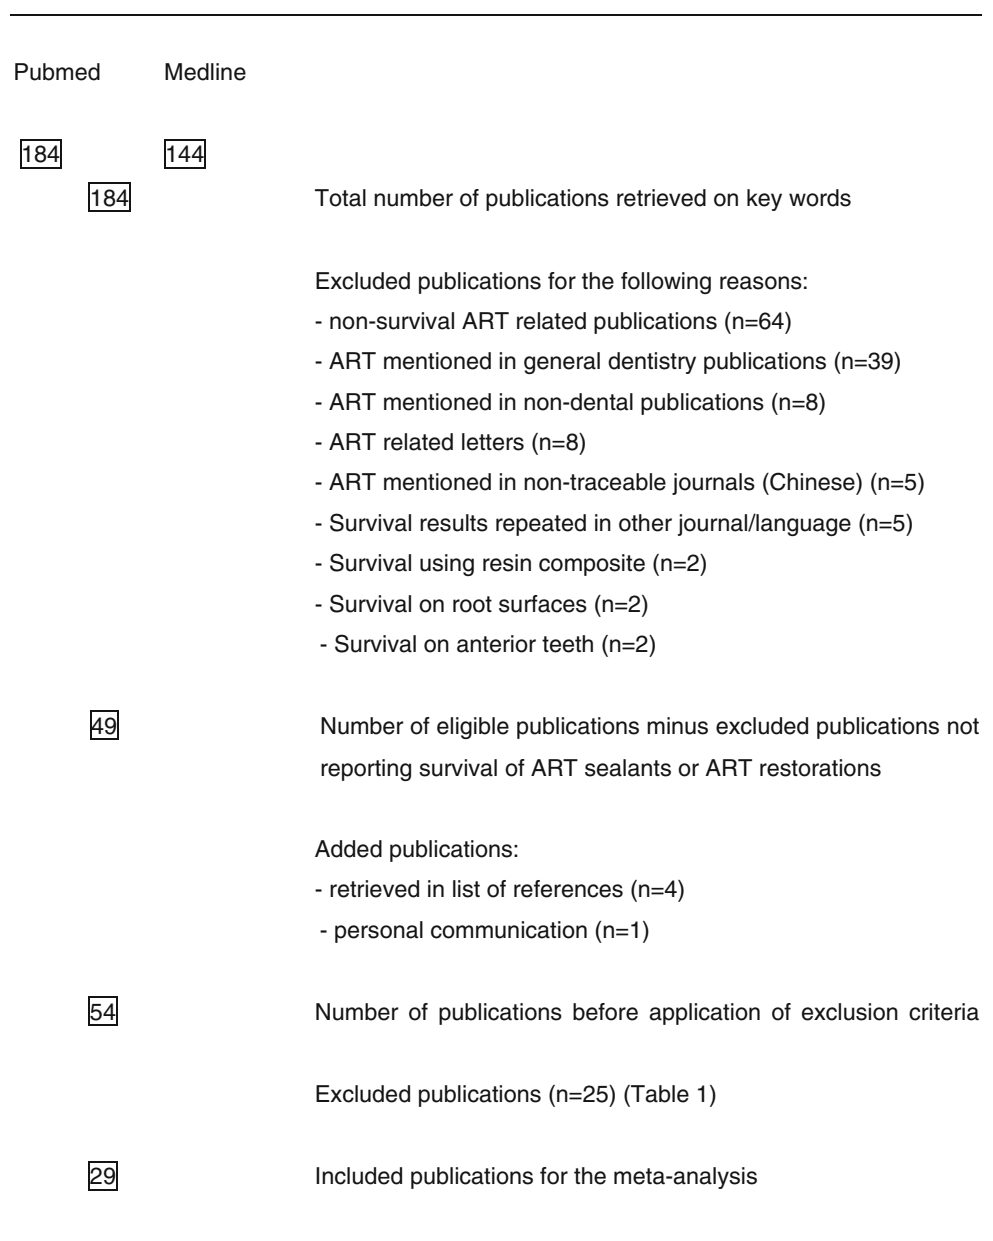 Pubmed Medline
184 144
184 Total number of publications retrieved on key words
Excluded publications for the following reasons:
- non-survival ART related publications (n=64)
- ART mentioned in general dentistry publications (n=39)
- ART mentioned in non-dental publications (n=8)
- ART related letters (n=8)
- ART mentioned in non-traceable journals (Chinese) (n=5)
- Survival results repeated in other journal/language (n=5)
- Survival using resin composite (n=2)
- Survival on root surfaces (n=2)
- Survival on anterior teeth (n=2)
49 Number of eligible publications minus excluded publications not
reporting survival of ART sealants or ART restorations
Added publications:
- retrieved in list of references (n=4)
- personal communication (n=1)
54 Number of publications before application of exclusion criteria
Excluded publications (n=25) (Table 1)
29 Included publications for the meta-analysis